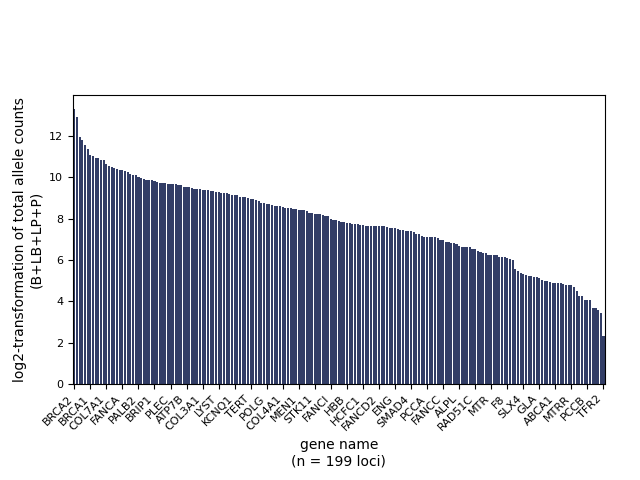 log2-transformation of total allele counts
(B+LB+LP+P)
12
10
8
6
4
2
0
BRCA2
BRCA1
COL7A1
FANCA
PALB2
BRIP1
PLEC
ATP7B
COL3A1
LYST
KCNQ1
TERT
POLG
COL4A1
MEN1
STK11
FANCI
HBB
HCFC1
FANCD2
ENG
SMAD4
PCCA
FANCC
ALPL
RAD51C
MTR
F8
SLX4
GLA
ABCA1
MTRR
PCCB
TFR2
gene name
(n = 199 loci)